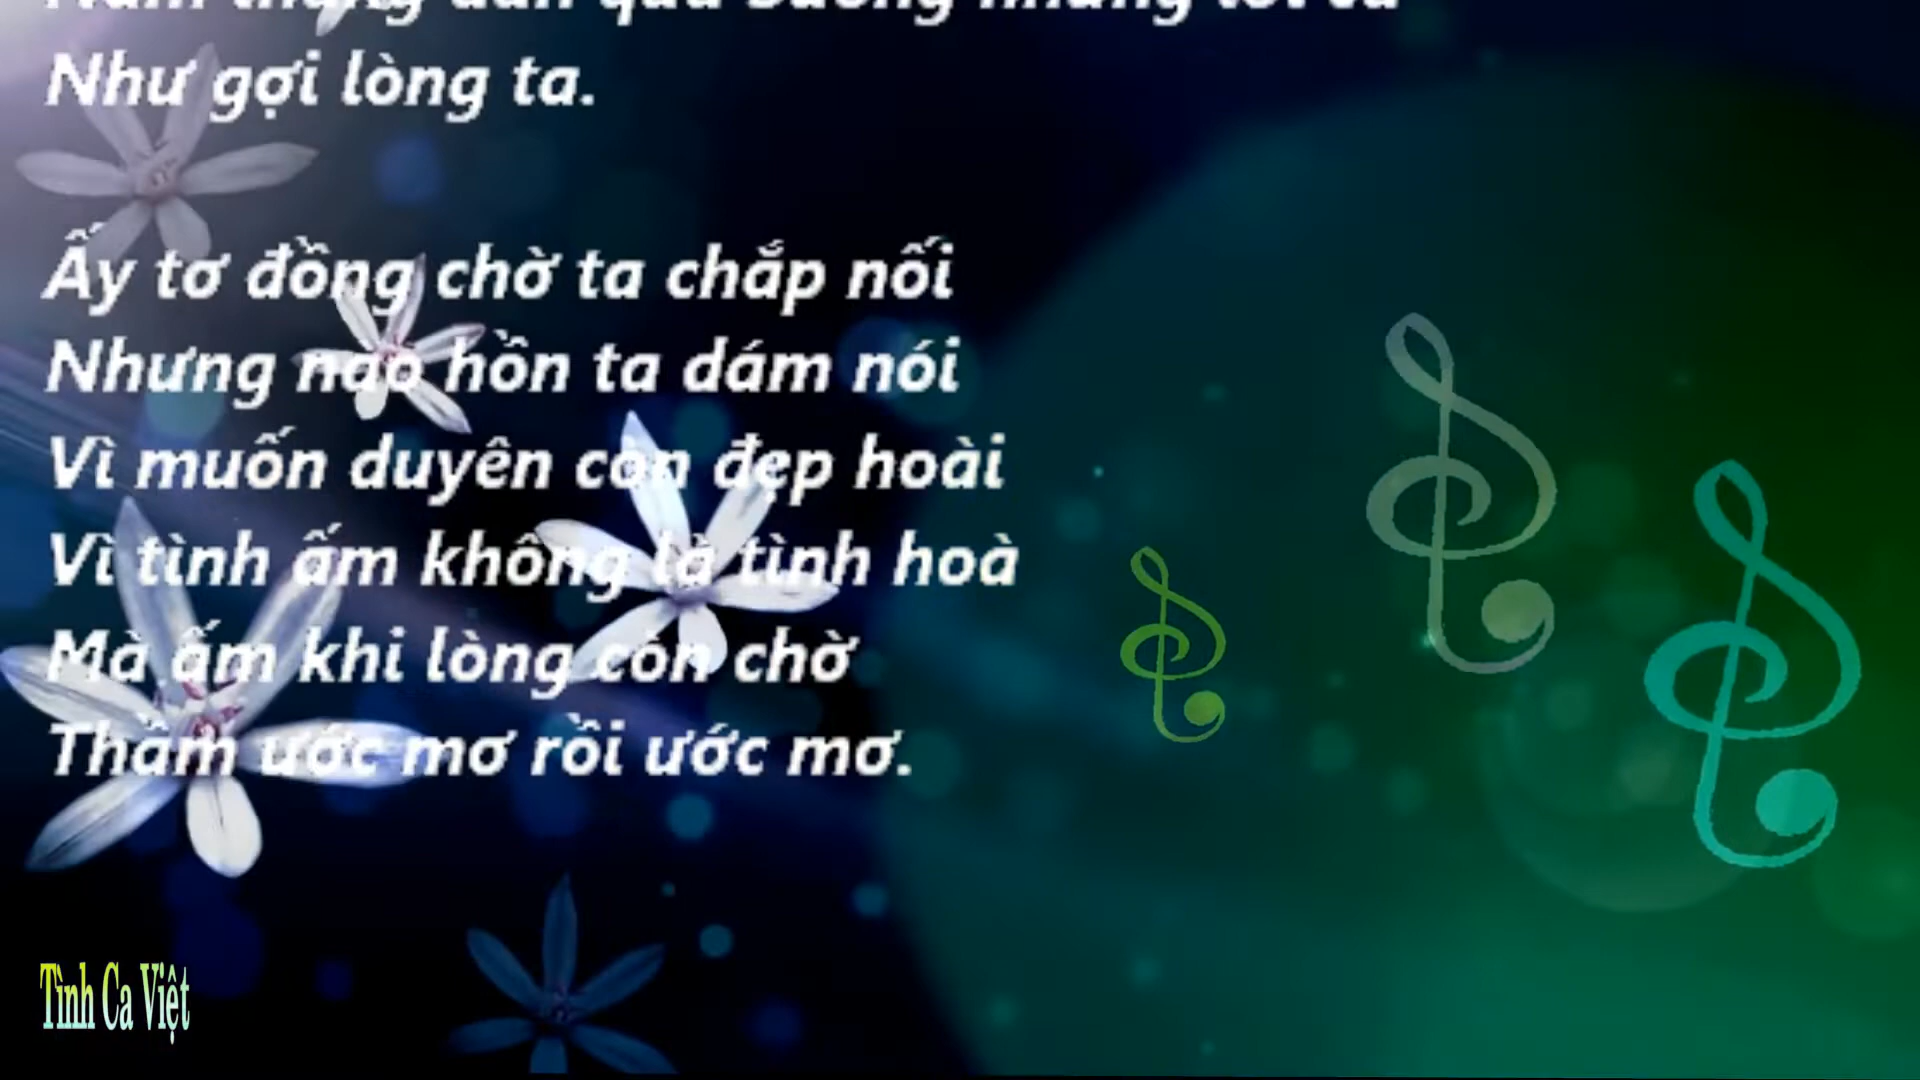 Như gợi lòng ta.
Ấy tơ đồng chờ ta chắp nối
Nhưng nao hồn ta dám nói
Vì muốn duyên còn đẹp hoài
Vì tình ấm không là tình hoà
Mà ấm khi lòng còn chờ
Thầm ước mơ rồi ước mơ.
Tình Ca Việt